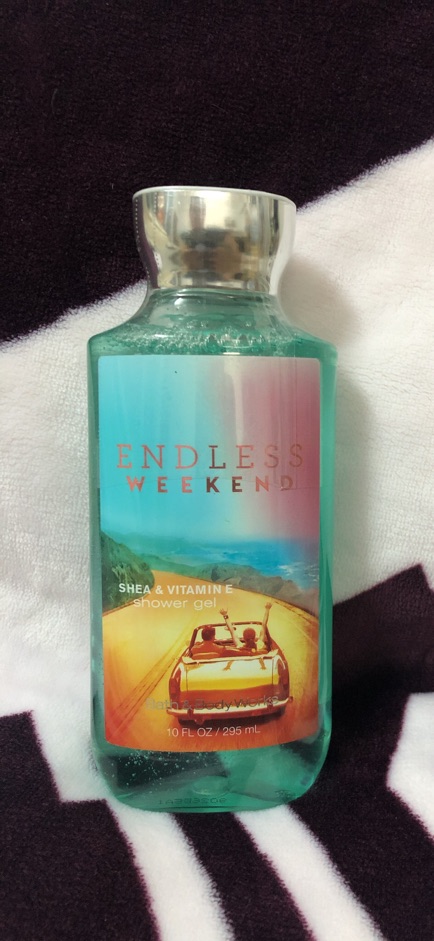 ENDLESS
WEEKEND
SHEA & VITAMIN E
shower gel
Bath & Body Works®
10 FL OZ / 295 mL